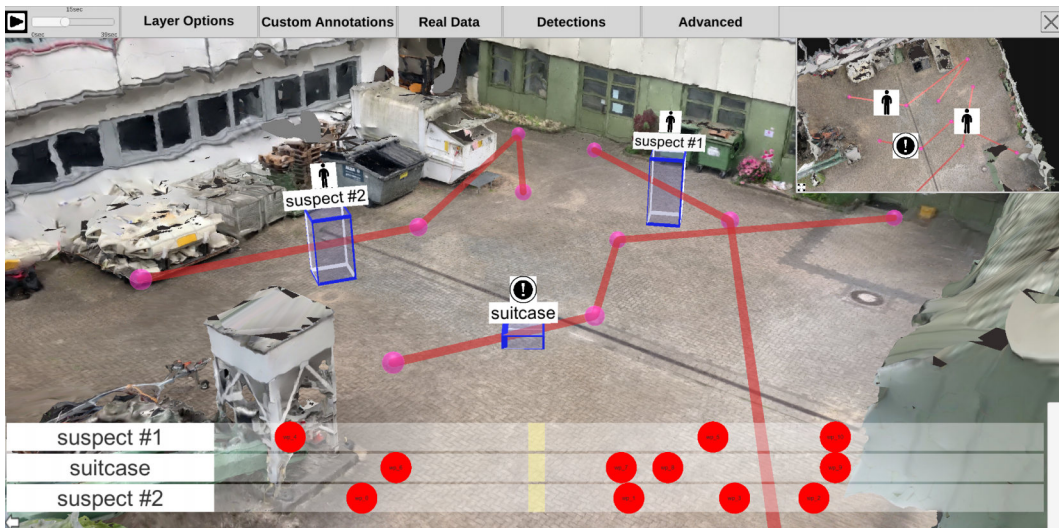 15sec
0sec 39sec
Layer Options Custom Annotations Real Data Detections Advanced
suspect #1
suspect #2
!
suitcase
suspect #1
suitcase
suspect #2